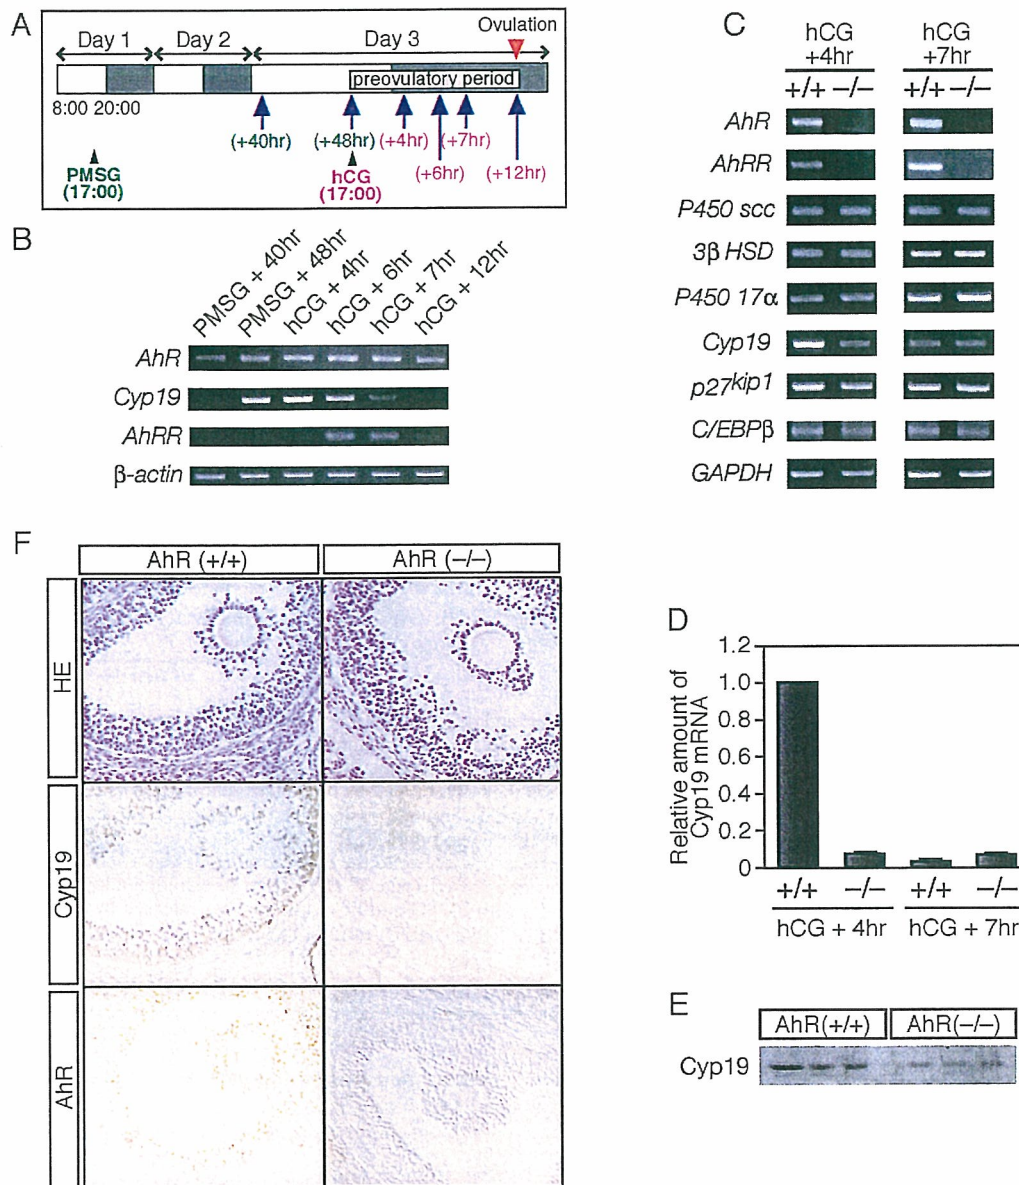 A
Ovulation
Day 1
Day 2
Day 3
preovulatory period
8:00 20:00
(+40hr)
(+48hr)
(+4hr)
(+7hr)
(+6hr)
(+12hr)
PMSG
(17:00)
hCG
(17:00)
B
PMSG + 40hr
PMSG + 48hr
hCG + 4hr
hCG + 6hr
hCG + 7hr
hCG + 12hr
AhR
Cyp19
AhRR
β-actin
C
hCG
+4hr
hCG
+7hr
+/+ –/–
+/+ –/–
AhR
AhRR
P450 scc
3β HSD
P450 17α
Cyp19
p27kip1
C/EBPβ
GAPDH
F
AhR (+/+)
AhR (–/–)
HE
Cyp19
AhR
D
Relative amount of
Cyp19 mRNA
1.2
1.0
0.8
0.6
0.4
0.2
0
+/+ –/– +/+ –/–
hCG + 4hr
hCG + 7hr
E
AhR(+/+)
AhR(–/–)
Cyp19